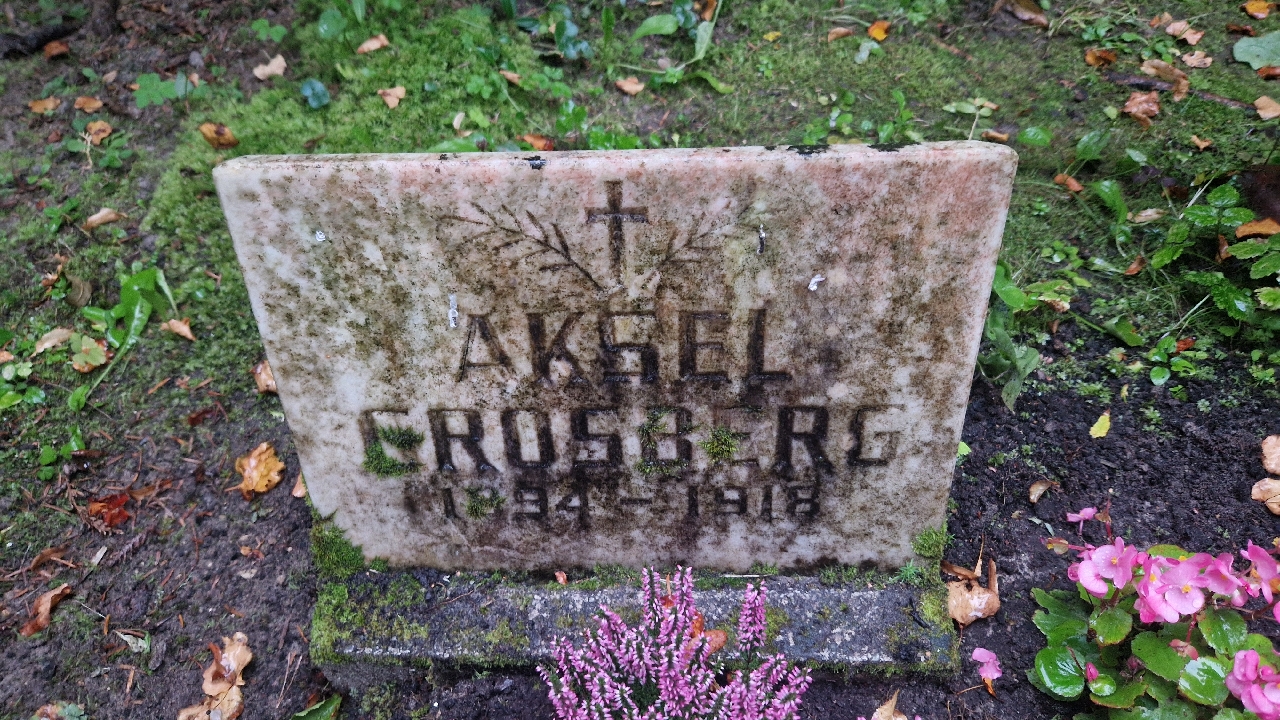 AKSEL
GROSBERG
1894 - 1918